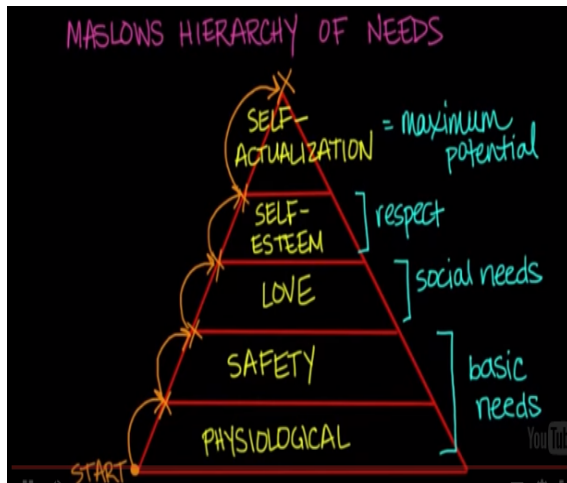 MASLOWS HIERARCHY OF NEEDS
SELF-
ACTUALIZATION
= maximum
potential
SELF-
ESTEEM
respect
LOVE
social needs
SAFETY
basic
needs
PHYSIOLOGICAL
START
YouTub